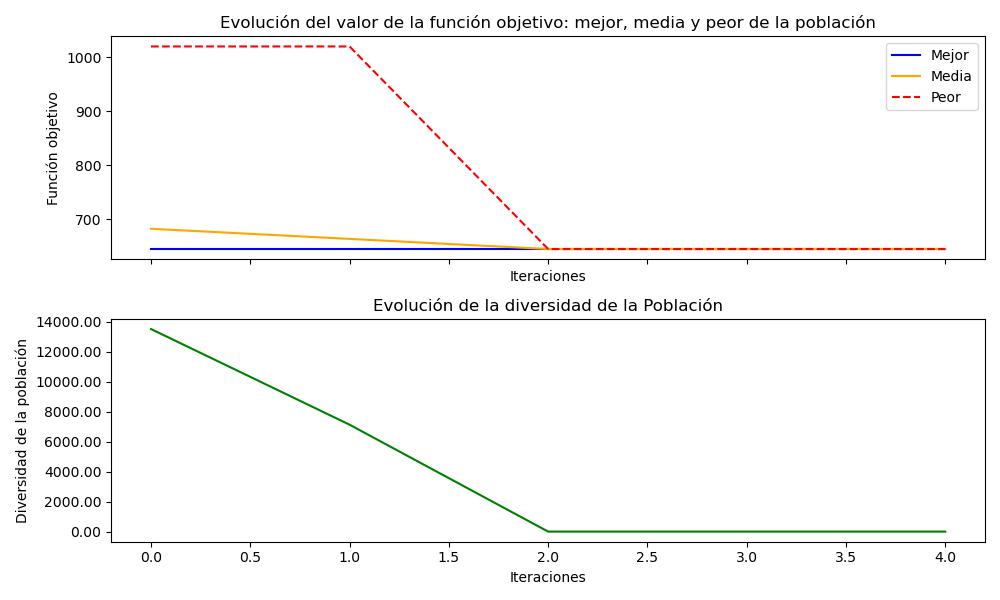 Evolución del valor de la función objetivo: mejor, media y peor de la población
Función objetivo
1000
900
800
700
Mejor
Media
Peor
Iteraciones
Evolución de la diversidad de la Población
Diversidad de la población
14000.00
12000.00
10000.00
8000.00
6000.00
4000.00
2000.00
0.00
0.0 0.5 1.0 1.5 2.0 2.5 3.0 3.5 4.0
Iteraciones